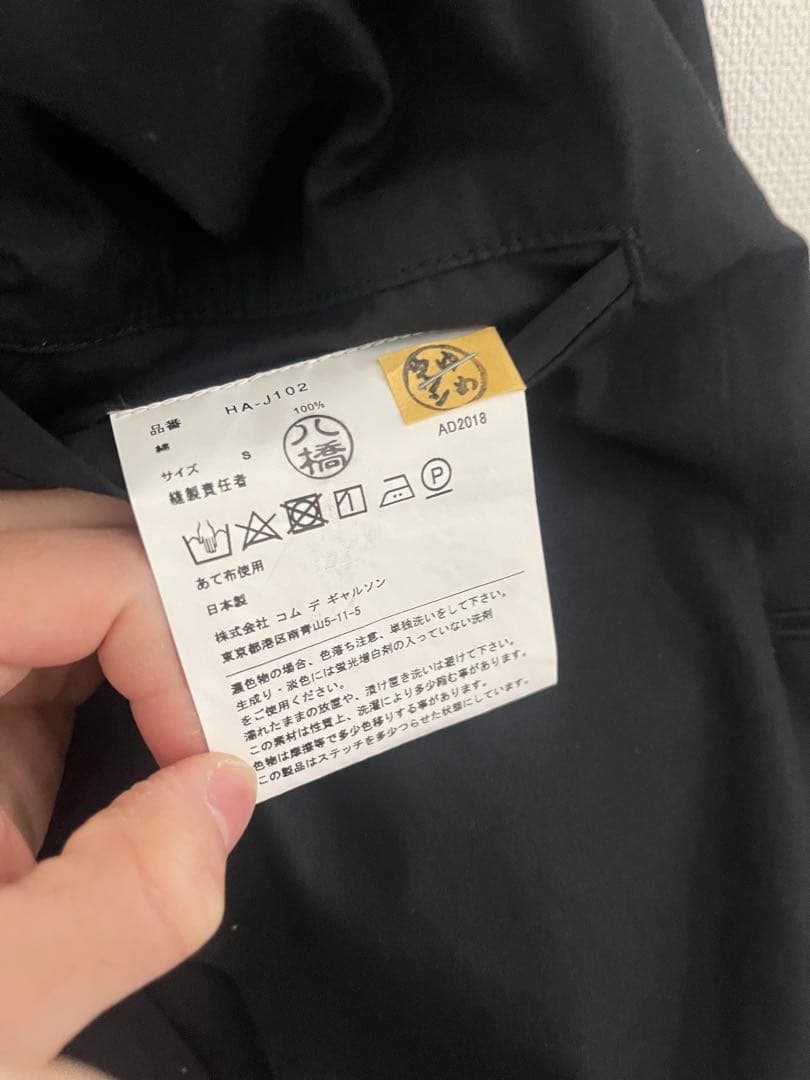 品番 HA-J102
綿 100%
サイズ S
AD2018
縫製責任者 八橋
P
あて布使用
日本製
株式会社 コム デ ギャルソン
東京都港区南青山5-11-5
濃色物の場合、色落ち注意、単独洗いをして下さい。
生成り・淡色には蛍光増白剤の入っていない洗剤
をご使用ください。
濡れたままの放置や、漬け置き洗いは避けて下さい。
この素材は性質上、洗濯により多少縮む事があります。
色物は摩擦等で多少色移りする事があります。
この製品はステッチを多少つらせた状態にしています。